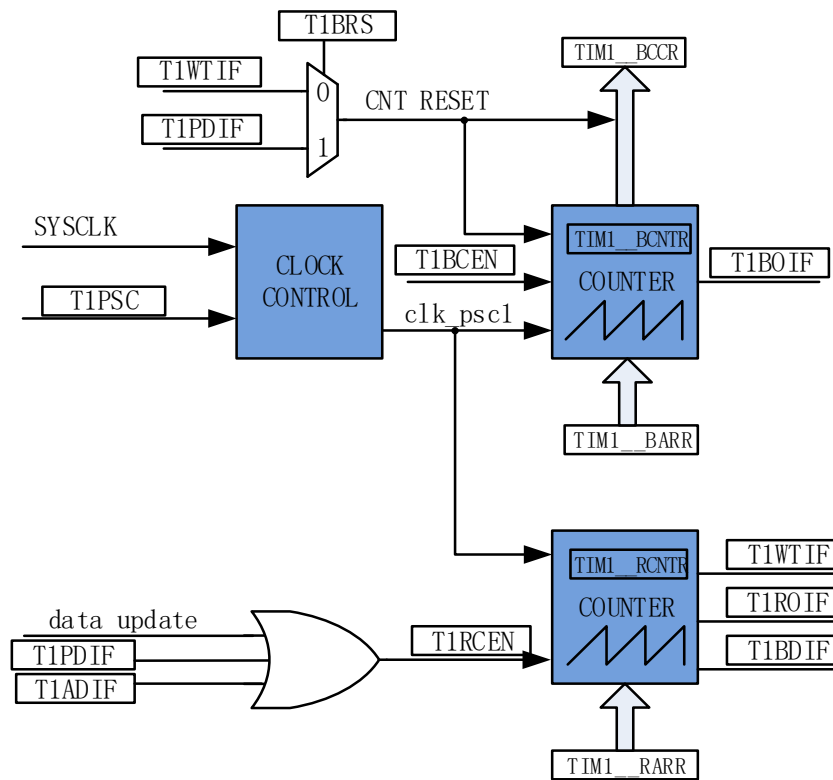 T1BRS
TIM1__BCCR
T1WTIF
0
CNT RESET
T1PDIF
1
SYSCLK
TIM1__BCNTR
CLOCK
CONTROL
T1BCEN
COUNTER
T1BOIF
T1PSC
clk_psc1
TIM1__BARR
TIM1__RCNTR
T1WTIF
COUNTER
T1ROIF
data update
T1RCEN
T1BDIF
T1PDIF
T1ADIF
TIM1__RARR